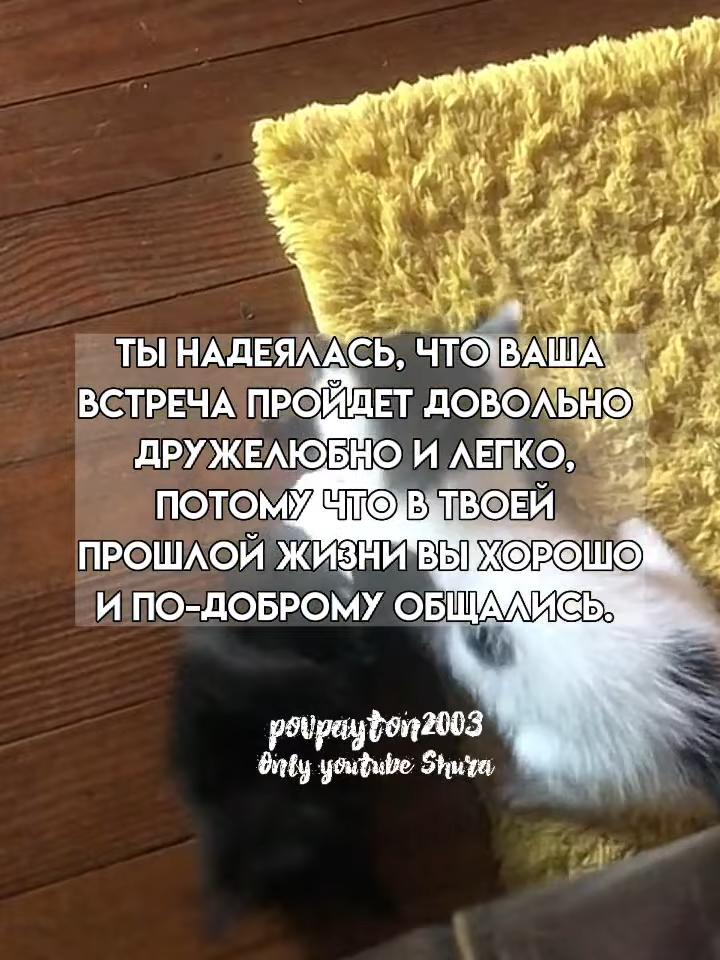 ТЫ НАДЕЯЛАСЬ, ЧТО ВАША
ВСТРЕЧА ПРОЙДЕТ ДОВОЛЬНО
ДРУЖЕЛЮБНО И ЛЕГКО,
ПОТОМУ ЧТО В ТВОЕЙ
ПРОШЛОЙ ЖИЗНИ ВЫ ХОРОШО
И ПО-ДОБРОМУ ОБЩАЛИСЬ.
povpayton2003
Only youtube Shura